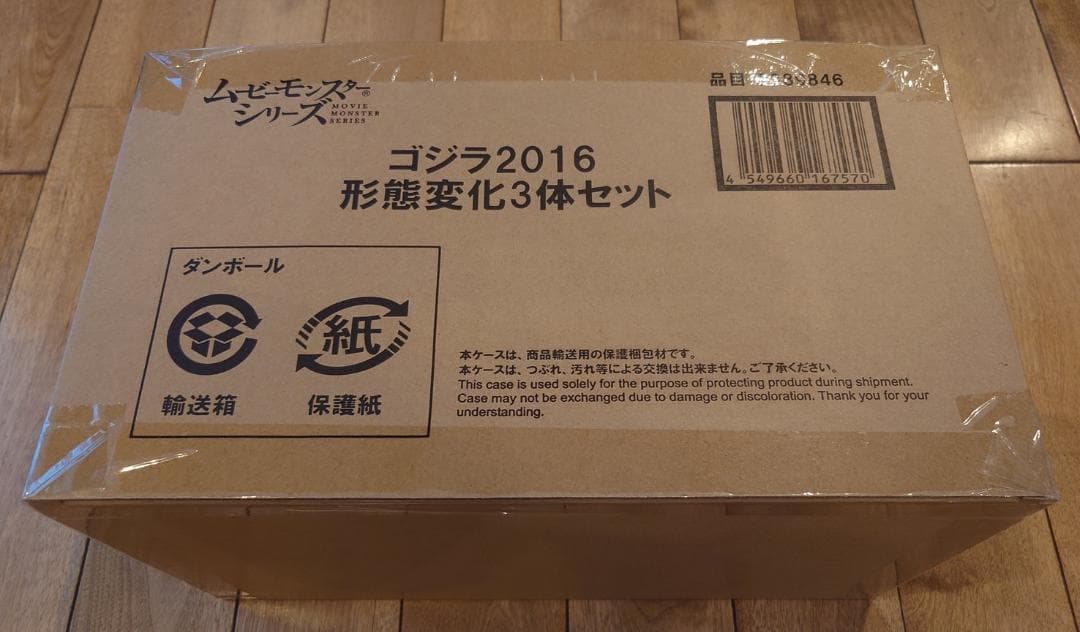 ムービーモンスター®
シリーズ
MOVIE
MONSTER
SERIES
品目
4 549660 167570
ゴジラ2016
形態変化3体セット
ダンボール
紙
輸送箱
保護紙
本ケースは、商品輸送用の保護梱包材です。
本ケースは、つぶれ、汚れ等による交換は出来ません。ご了承ください。
This case is used solely for the purpose of protecting product during shipment.
Case may not be exchanged due to damage or discoloration. Thank you for your
understanding.